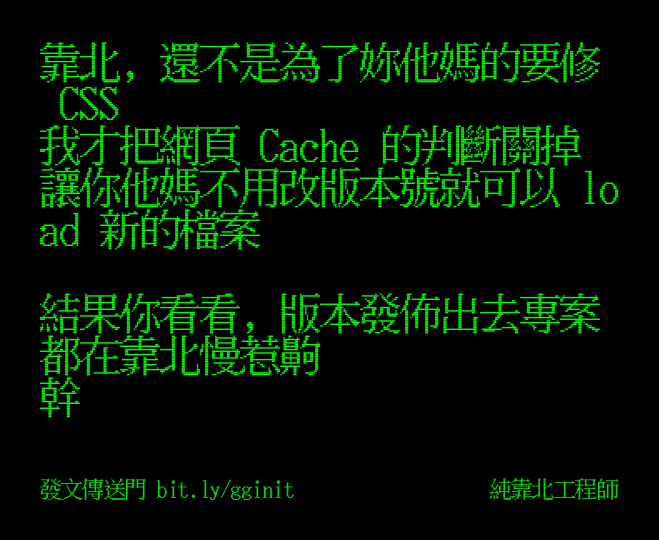 靠北, 還不是為了妳他媽的要修
 CSS
我才把網頁 Cache 的判斷關掉
讓你他媽不用改版本號就可以 lo
ad 新的檔案

結果你看看, 版本發佈出去專案
都在靠北慢惹齁
幹

發文傳送門 bit.ly/gginit
純靠北工程師